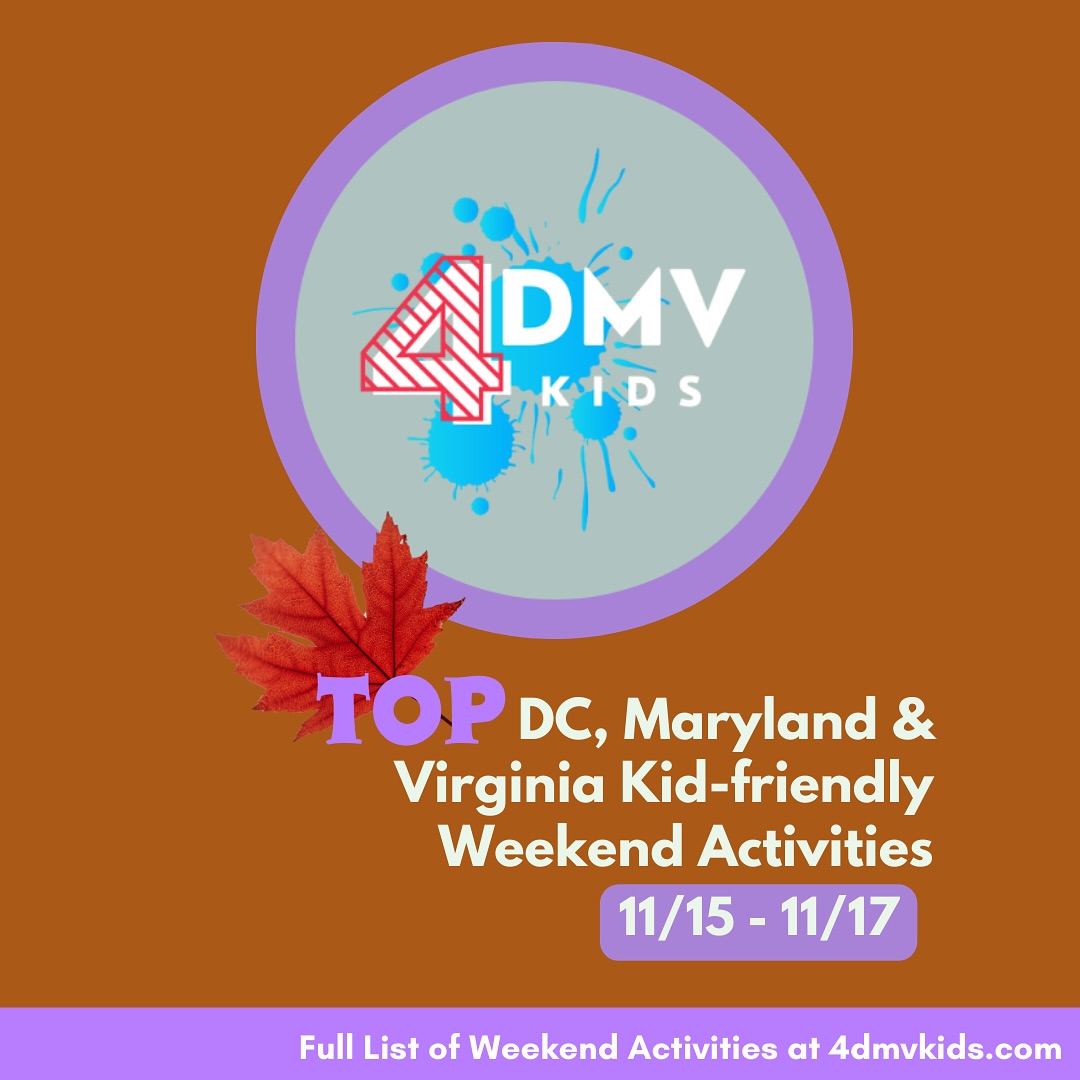 4DMV
KIDS
TOP DC, Maryland &
Virginia Kid-friendly
Weekend Activities
11/15 - 11/17
Full List of Weekend Activities at 4dmvkids.com